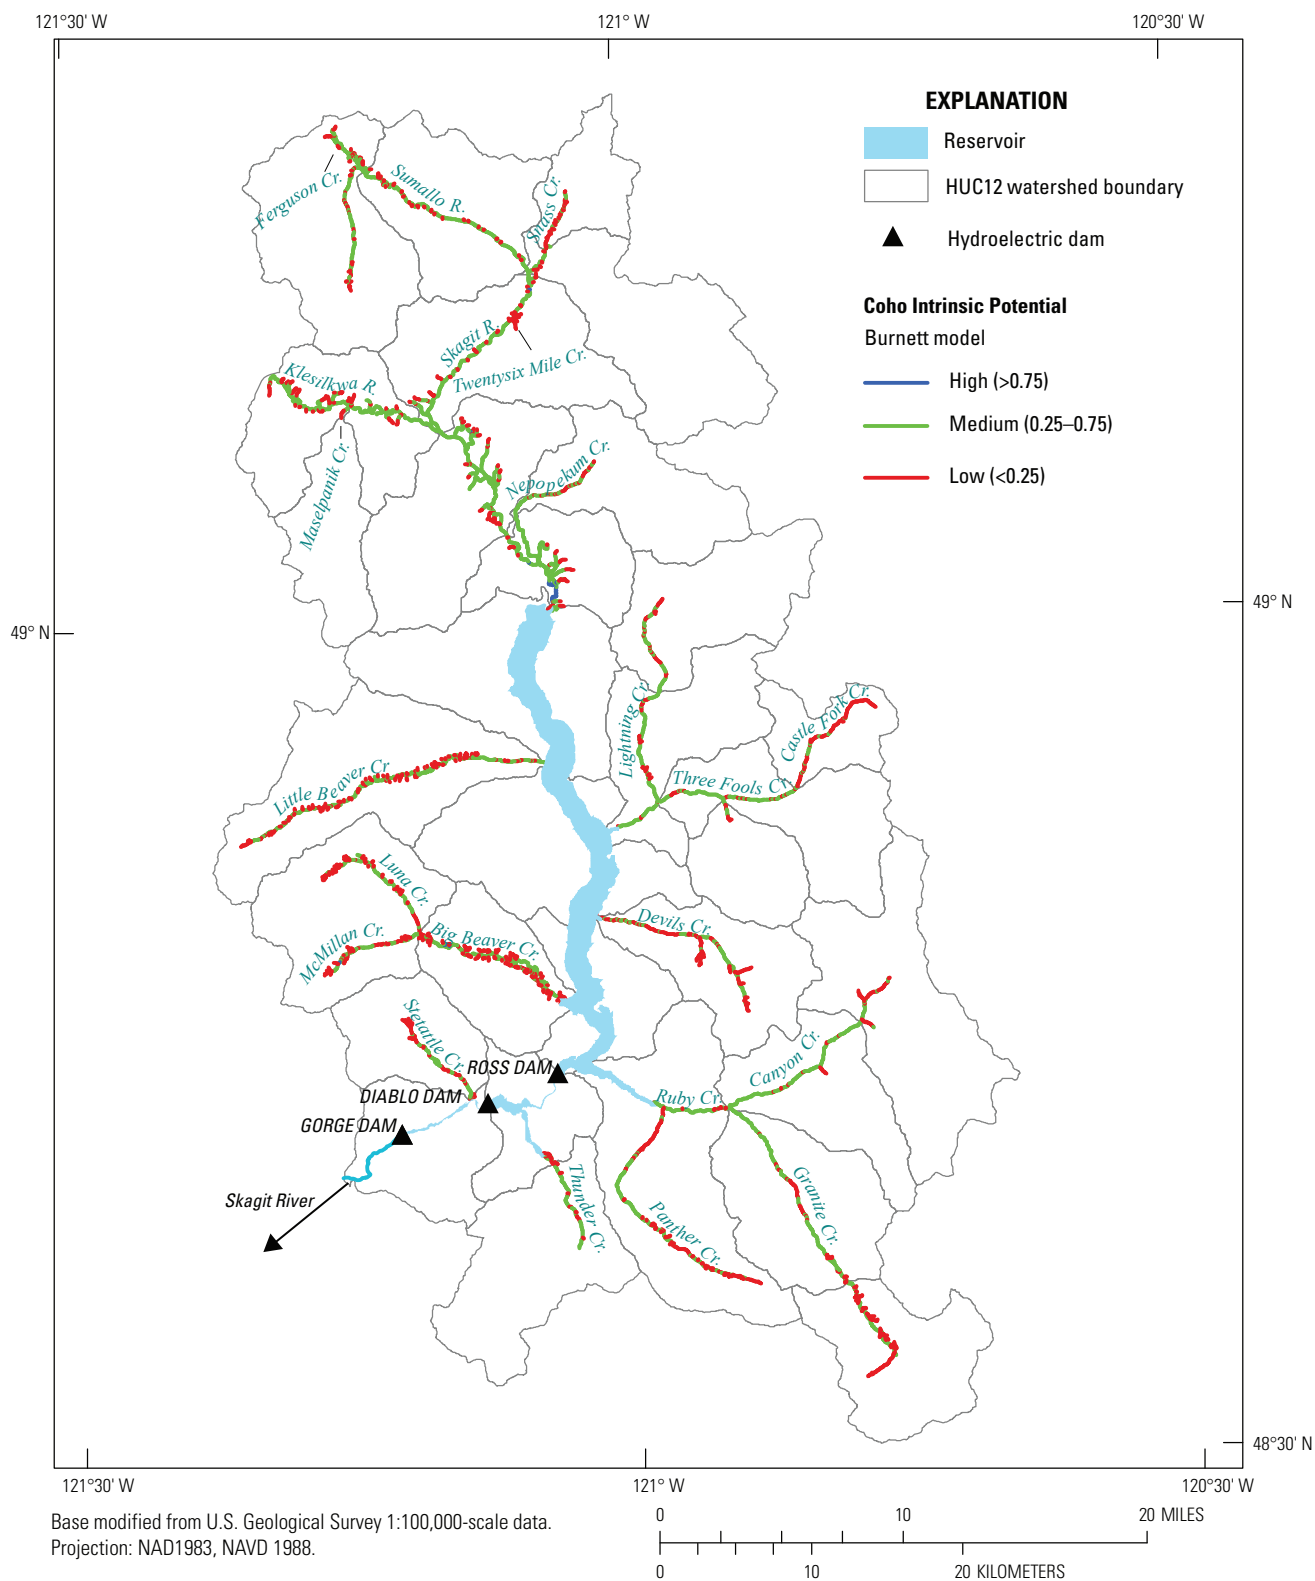 121°30' W
121° W
120°30' W
EXPLANATION
Reservoir
HUC12 watershed boundary
Hydroelectric dam
Coho Intrinsic Potential
Burnett model
High (>0.75)
Medium (0.25–0.75)
Low (<0.25)
Ferguson Cr.
Sumallo R.
Snass Cr.
Skagit R.
Twentysix Mile Cr.
Klesilkwa R.
Maselpanik Cr.
Nepopekum Cr.
49° N
49° N
Lightning Cr.
Castle Fork Cr.
Three Fools Cr.
Little Beaver Cr
Luna Cr.
McMillan Cr.
Big Beaver Cr.
Devils Cr.
Stetattle Cr.
ROSS DAM
DIABLO DAM
GORGE DAM
Canyon Cr.
Ruby Cr.
Skagit River
Thunder Cr.
Panther Cr.
Granite Cr.
48°30' N
121°30' W
121° W
120°30' W
Base modified from U.S. Geological Survey 1:100,000-scale data.
Projection: NAD1983, NAVD 1988.
0 10 20 MILES
0 10 20 KILOMETERS